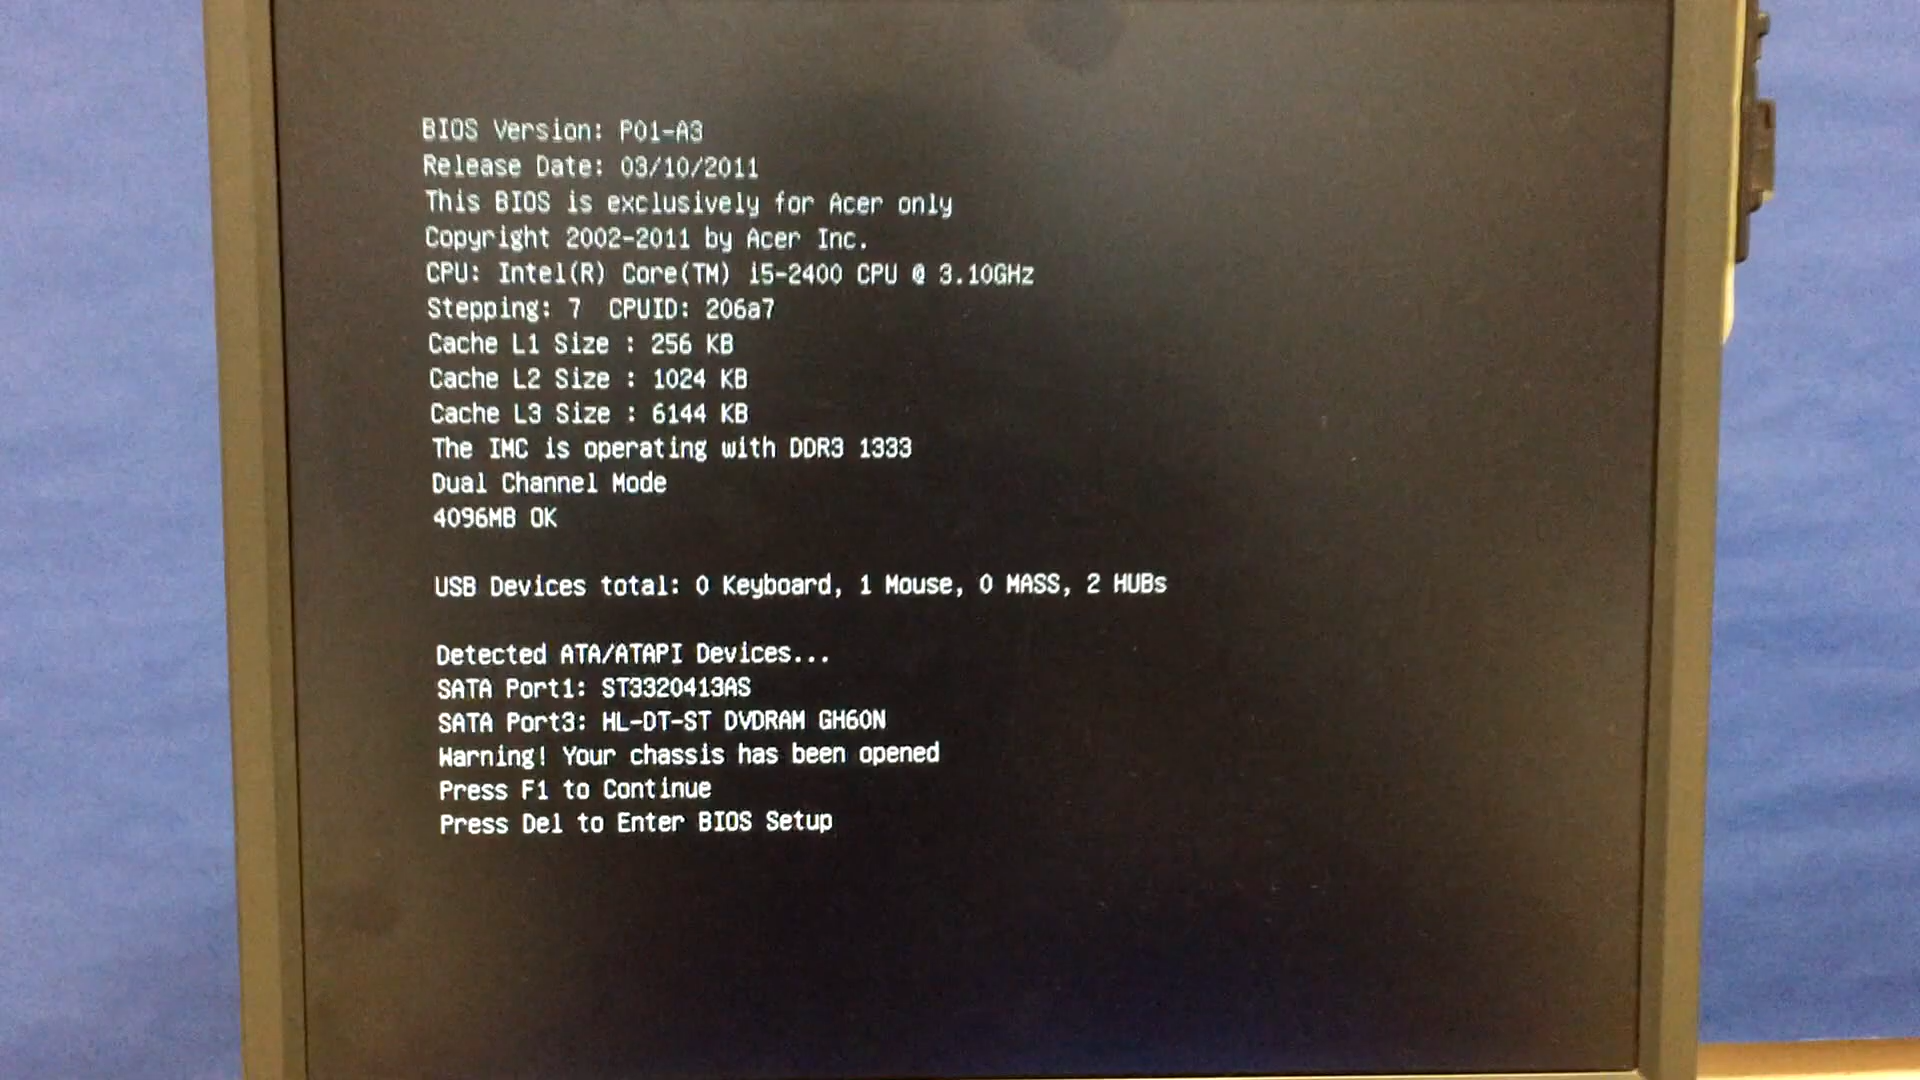 BIOS Version: P01-A3
Release Date: 03/10/2011
This BIOS is exclusively for Acer only
Copyright 2002-2011 by Acer Inc.
CPU: Intel(R) Core(TM) i5-2400 CPU @ 3.10GHz
Stepping: 7  CPUID: 206a7
Cache L1 Size : 256 KB
Cache L2 Size : 1024 KB
Cache L3 Size : 6144 KB
The IMC is operating with DDR3 1333
Dual Channel Mode
4096MB OK
USB Devices total: 0 Keyboard, 1 Mouse, 0 MASS, 2 HUBs
Detected ATA/ATAPI Devices...
SATA Port1: ST3320413AS
SATA Port3: HL-DT-ST DVDRAM GH60N
Warning! Your chassis has been opened
Press F1 to Continue
Press Del to Enter BIOS Setup